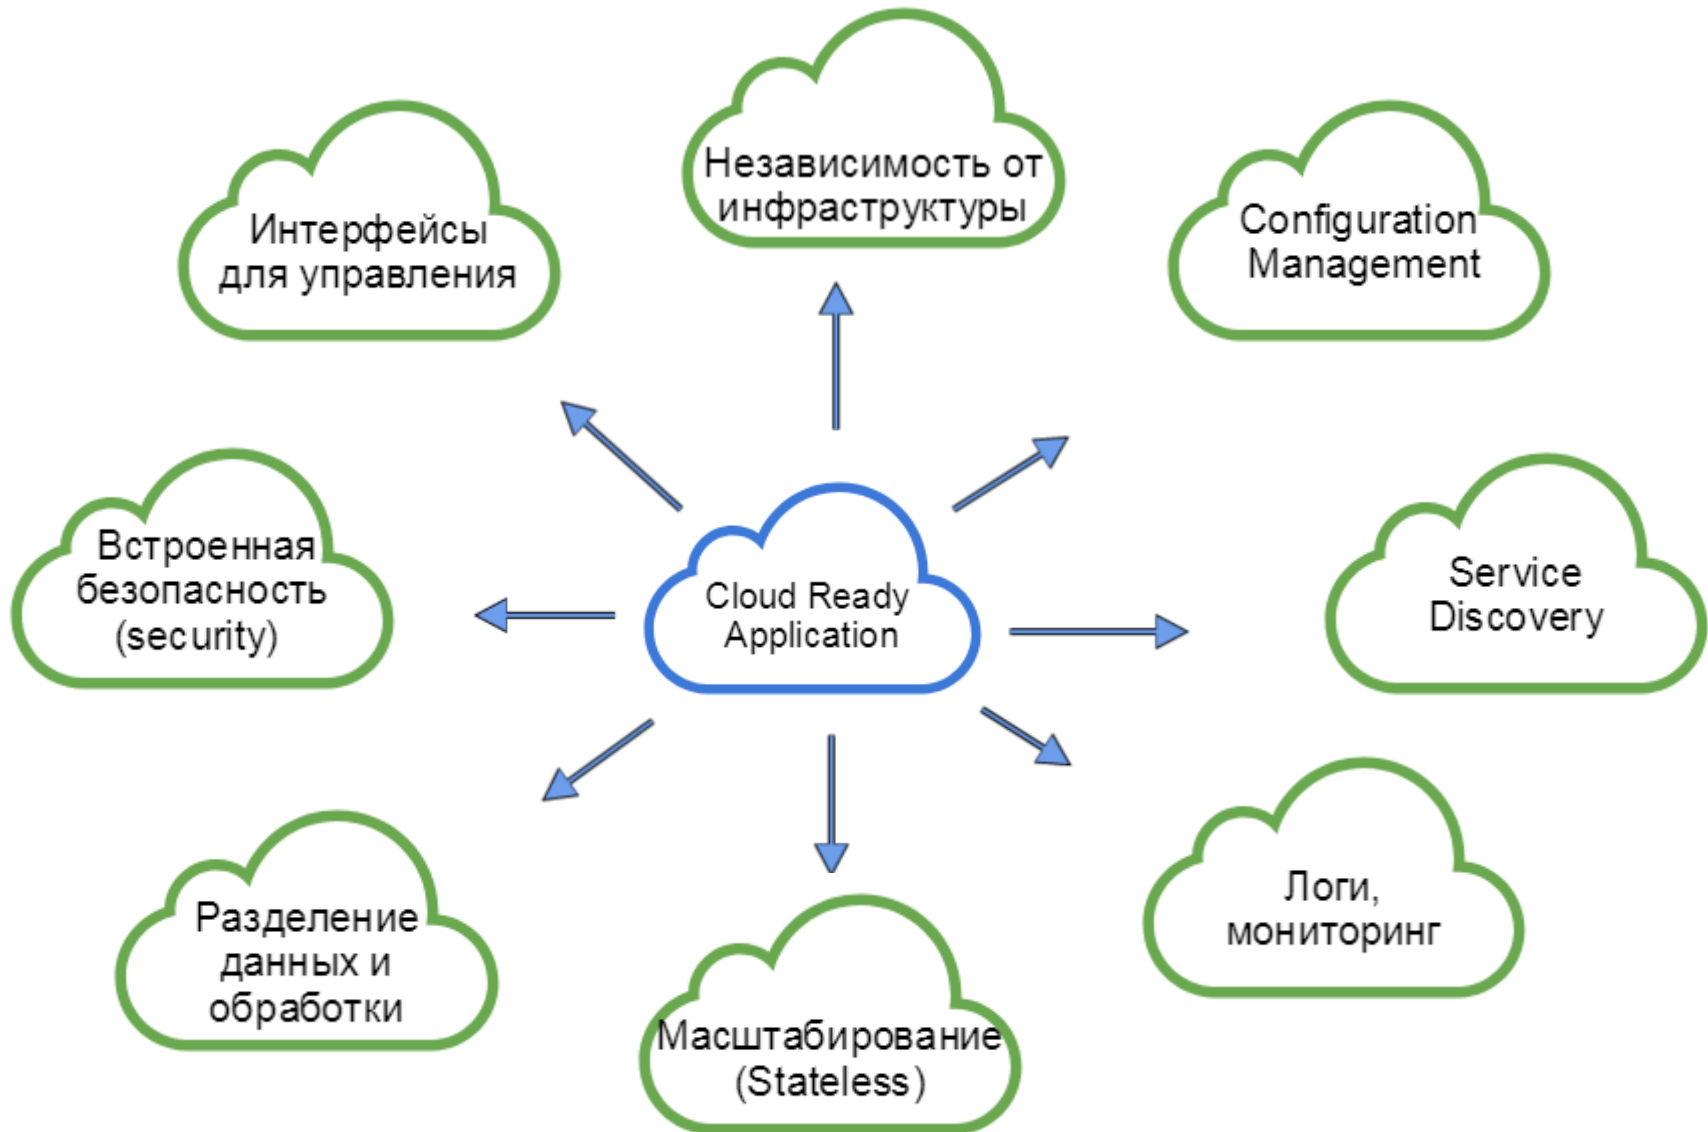 Независимость от
инфраструктуры
Интерфейсы
для управления
Configuration
Management
Встроенная
безопасность
(security)
Cloud Ready
Application
Service
Discovery
Разделение
данных и
обработки
Логи,
мониторинг
Масштабирование
(Stateless)